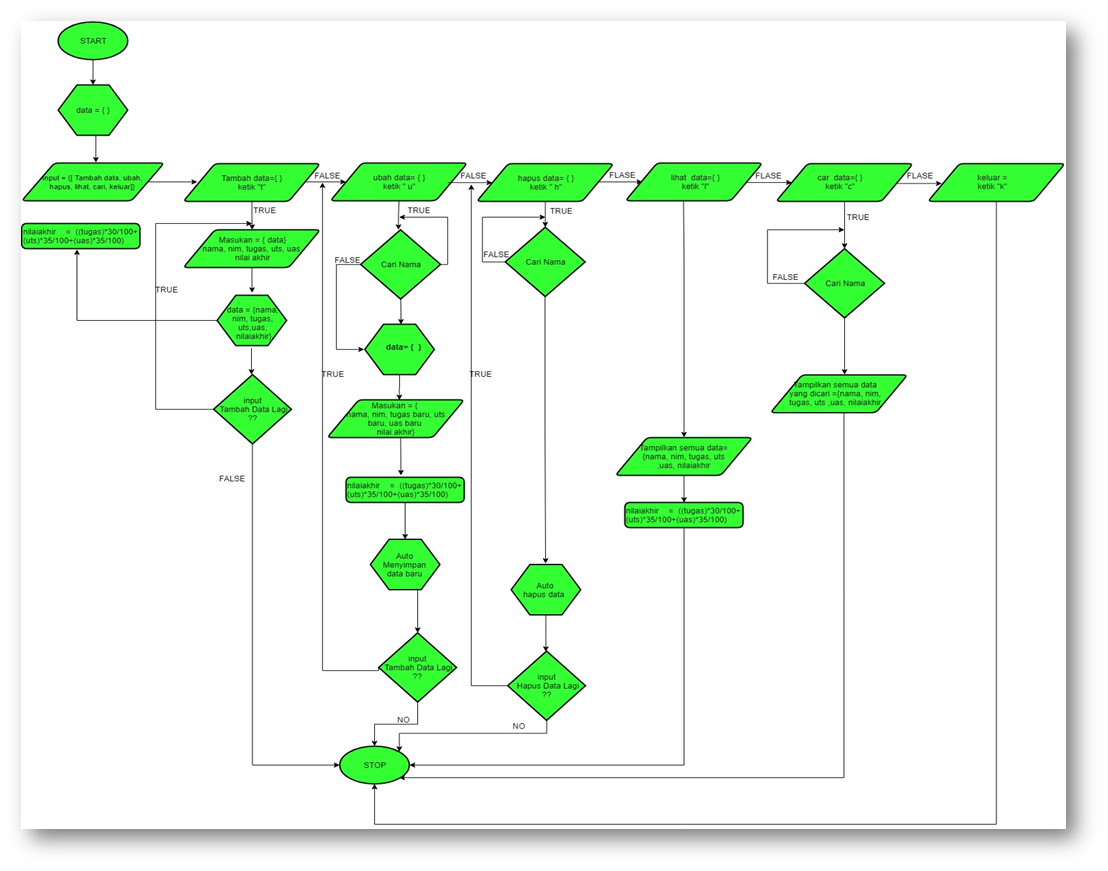 START
data = { }
input = {[ Tambah data, ubah,
hapus, lihat, cari, keluar]]
Tambah data={ }
ketik "t"
FALSE
ubah data= { }
ketik " u"
FALSE
hapus data= { }
ketik " h"
FLASE
lihat data={ }
ketik "l"
FLASE
car data={ }
ketik "c"
FLASE
keluar =
ketik "k"
TRUE
TRUE
TRUE
TRUE
nilaiakhir = ((tugas)*30/100+
(uts)*35/100+(uas)*35/100)
Masukan = { data}
nama, nim, tugas, uts, uas
nilai akhir
FALSE
Cari Nama
FALSE
Cari Nama
FALSE
Cari Nama
TRUE
data = {nama,
nim, tugas,
uts,uas,
nilaiakhir}
data= { }
TRUE
TRUE
input
Tambah Data Lagi
??
Masukan = {
nama, nim, tugas baru, uts
baru, uas baru
nilai akhir}
Tampilkan semua data
yang dicari ={nama, nim,
tugas, uts ,uas, nilaiakhir
Tampilkan semua data=
{nama, nim, tugas, uts
,uas, nilaiakhir
FALSE
nilaiakhir = ((tugas)*30/100+
(uts)*35/100+(uas)*35/100)
nilaiakhir = ((tugas)*30/100+
(uts)*35/100+(uas)*35/100)
Auto
Menyimpan
data baru
Auto
hapus data
input
Tambah Data Lagi
??
input
Hapus Data Lagi
??
NO
NO
STOP